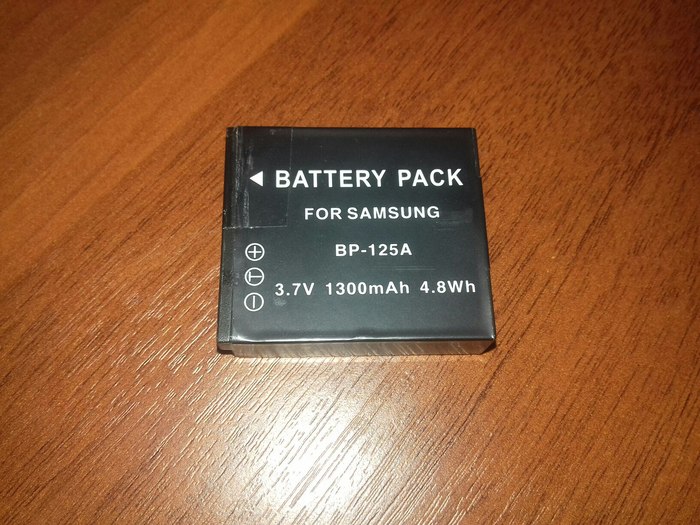 ◀ BATTERY PACK
FOR SAMSUNG
BP-125A
3.7V 1300mAh 4.8Wh